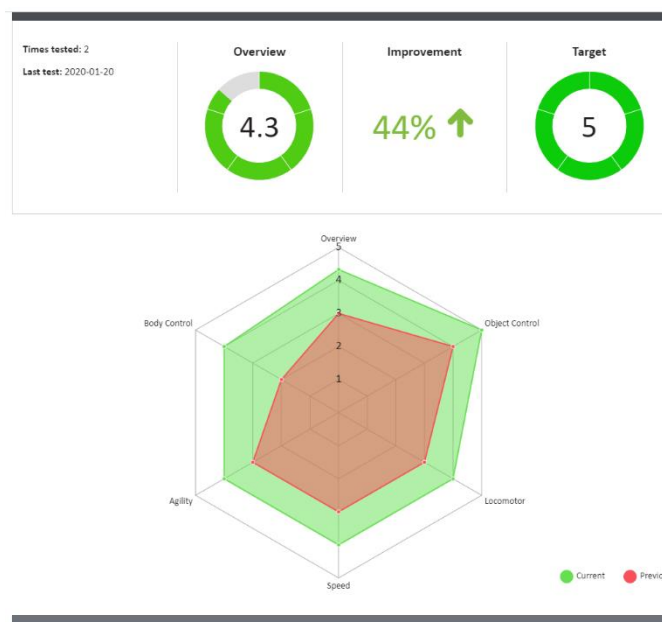 Times tested: 2
Last test: 2020-01-20
Overview
4.3
Improvement
44%
Target
5
Overview
5
4
3
2
1
Body Control
Object Control
Agility
Locomotor
Speed
Current
Previo